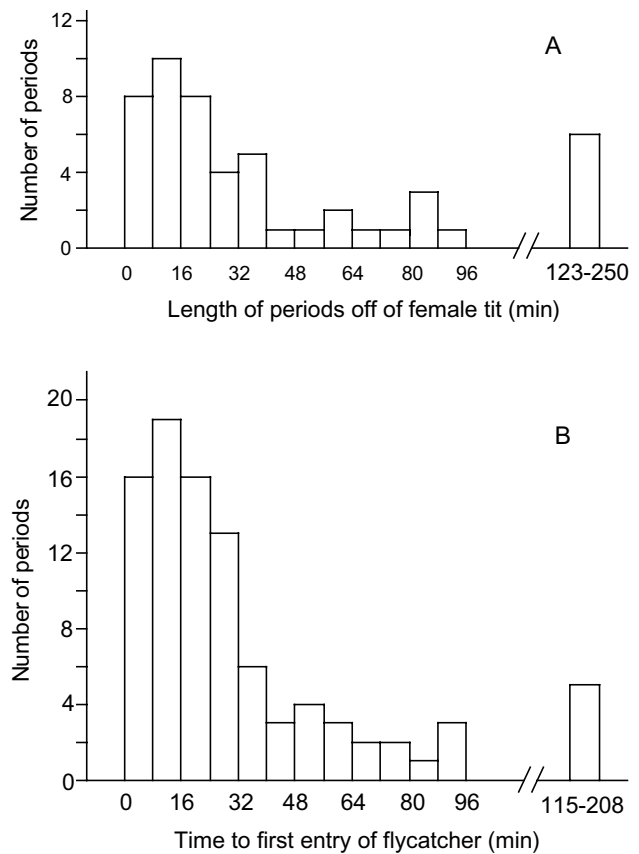 12
A
8
4
0
Number of periods
0 16 32 48 64 80 96 123-250
Length of periods off of female tit (min)
20
B
16
12
8
4
0
Number of periods
0 16 32 48 64 80 96 115-208
Time to first entry of flycatcher (min)